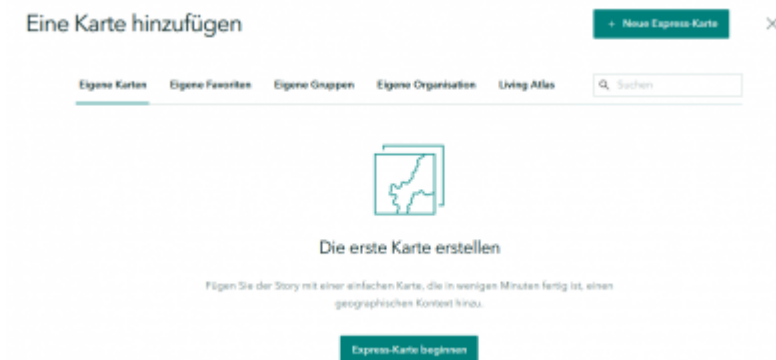 Eine Karte hinzufügen
+ Neue Express-Karte
Eigene Karten Eigene Favoriten Eigene Gruppen Eigene Organisation Living Atlas Suchen
Die erste Karte erstellen
Fügen Sie der Story mit einer einfachen Karte, die in wenigen Minuten fertig ist, einen
geographischen Kontext hinzu.
Express-Karte beginnen